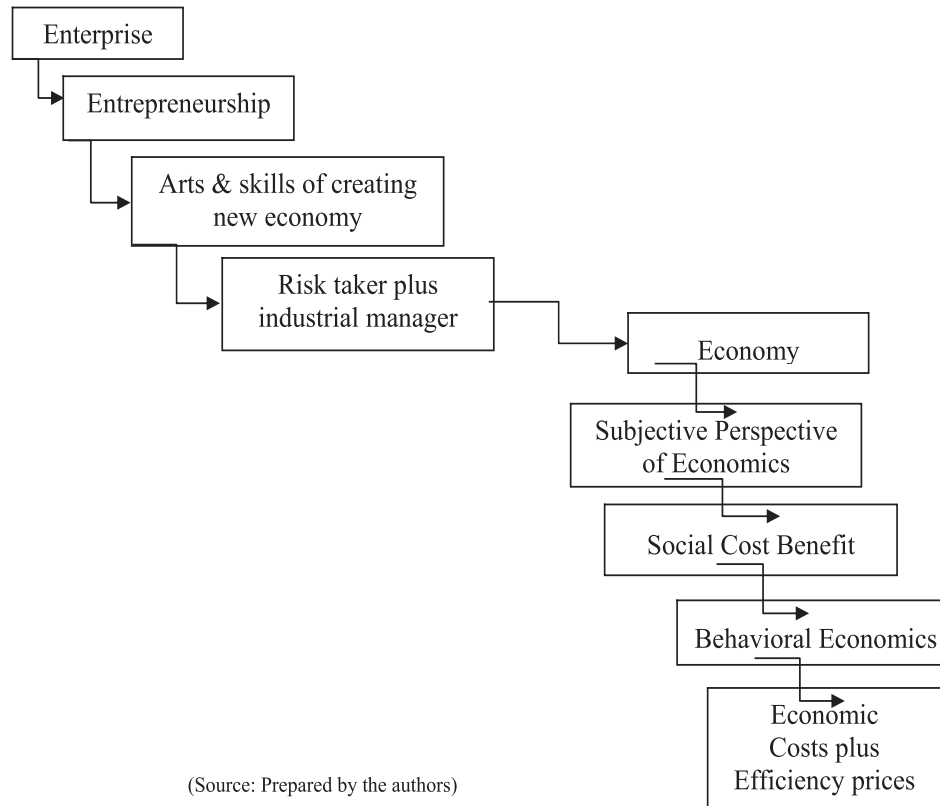 Enterprise
Entrepreneurship
Arts & skills of creating
new economy
Risk taker plus
industrial manager
Economy
Subjective Perspective
of Economics
Social Cost Benefit
Behavioral Economics
Economic
Costs plus
Efficiency prices
(Source: Prepared by the authors)